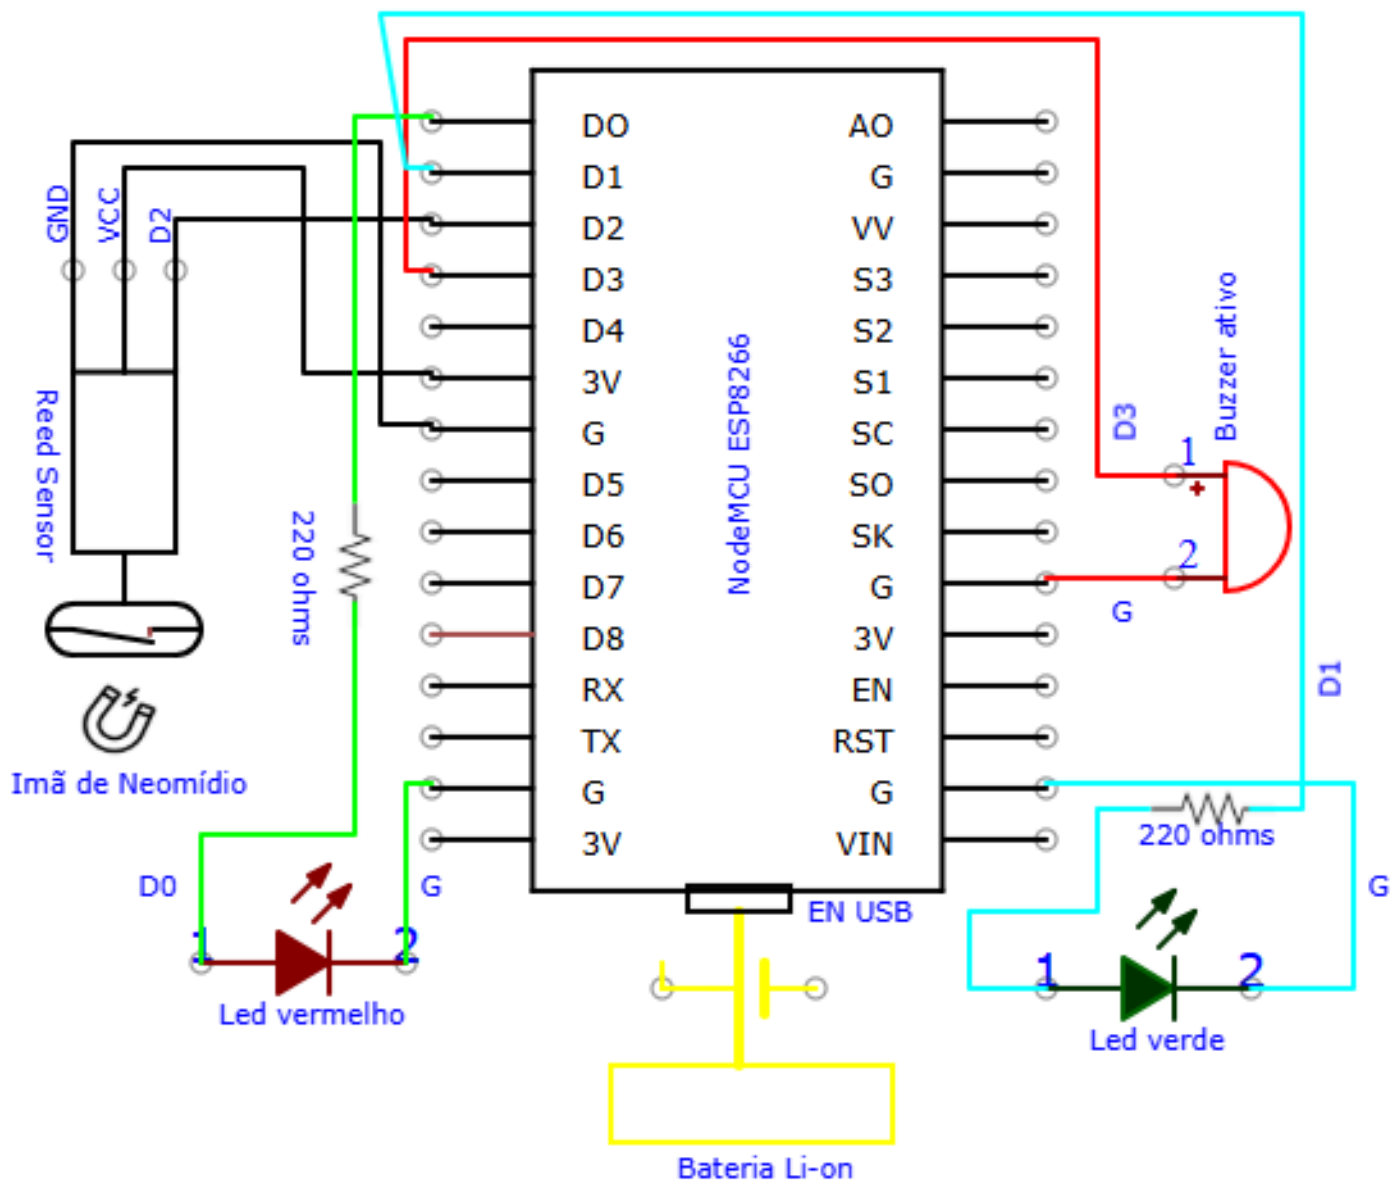 GND
VCC
D2
Reed Sensor
Imã de Neomídio
220 ohms
DO
D1
D2
D3
D4
3V
G
D5
D6
D7
D8
RX
TX
G
3V
NodeMCU ESP8266
AO
G
VV
S3
S2
S1
SC
SO
SK
G
3V
EN
RST
G
VIN
EN USB
Buzzer ativo
D3
1
+
2
G
D1
220 ohms
G
D0
G
1
2
Led vermelho
1
2
Led verde
Bateria Li-on